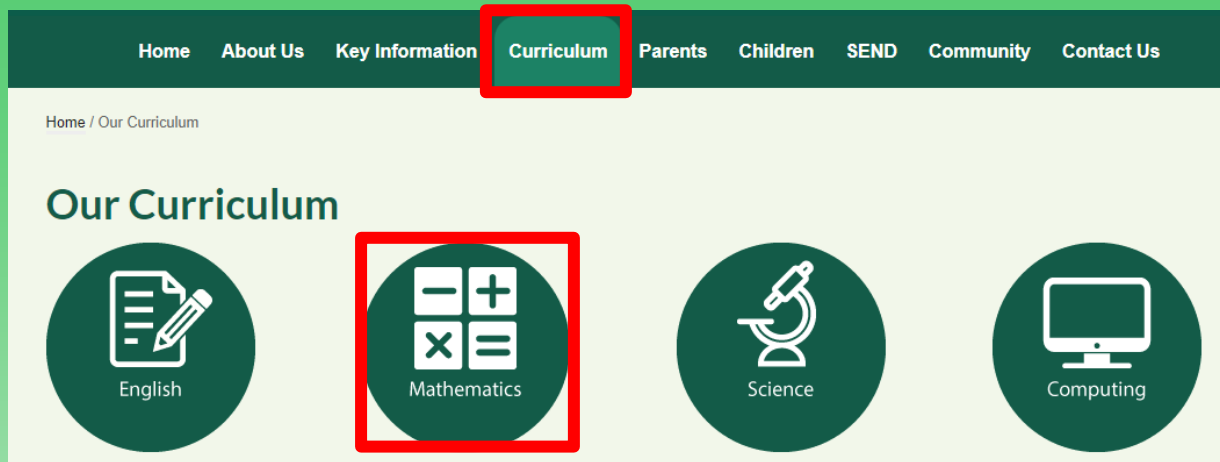 Home About Us Key Information Curriculum Parents Children SEND Community Contact Us
Home / Our Curriculum
Our Curriculum
English Mathematics Science Computing